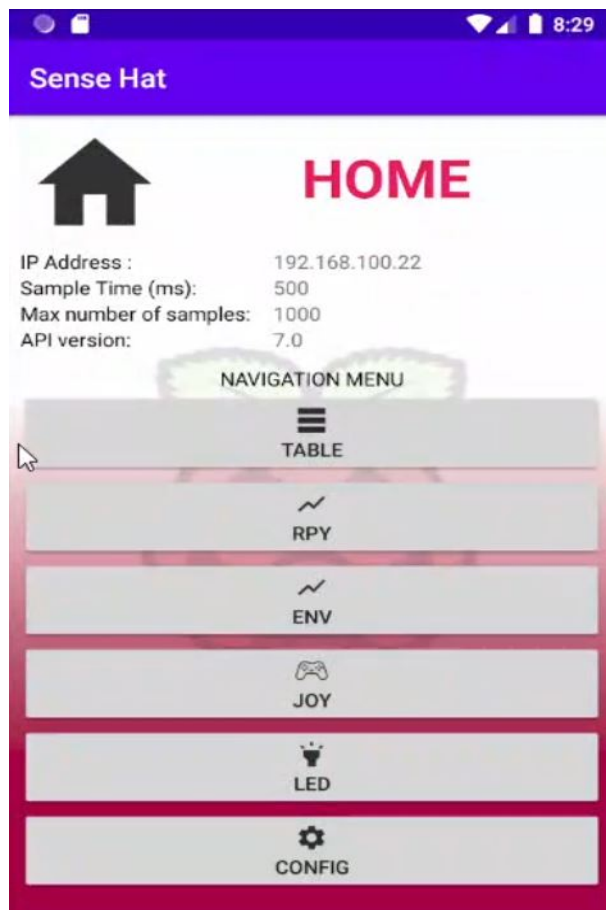 8:29
Sense Hat
HOME
IP Address : 192.168.100.22
Sample Time (ms): 500
Max number of samples: 1000
API version: 7.0
NAVIGATION MENU
TABLE
RPY
ENV
JOY
LED
CONFIG